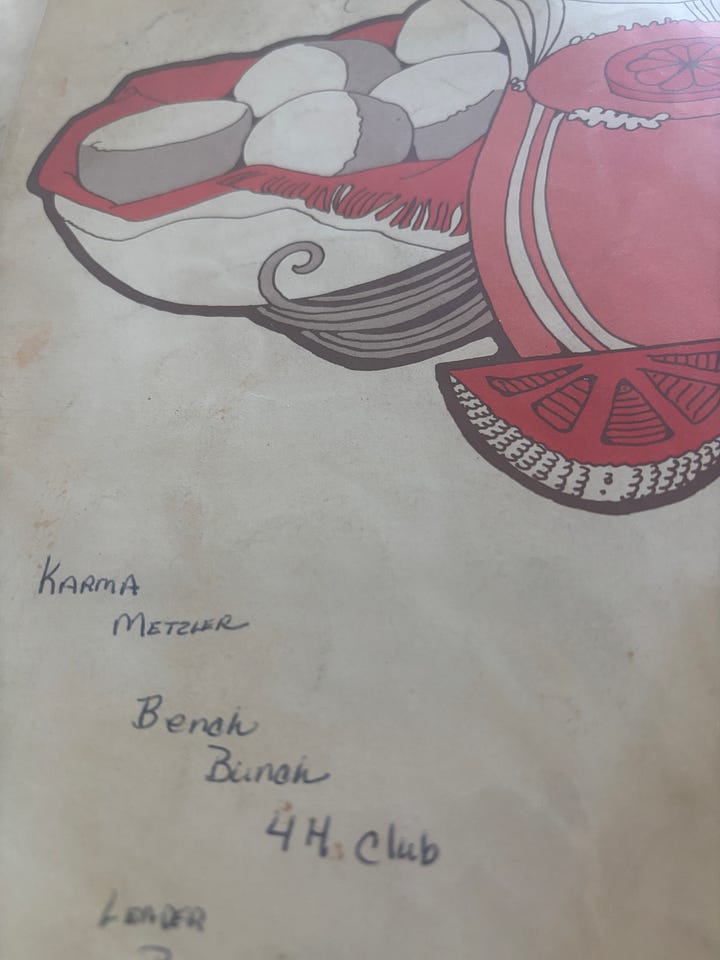 KARMA
METZLER
Bench
Bunch
4 H. Club
LEADER